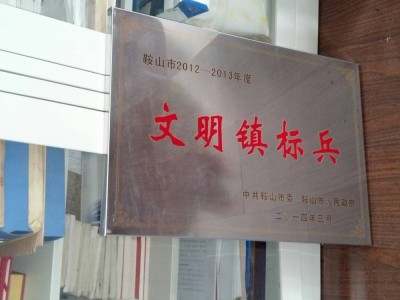 鞍山市2012—2013年度
文明镇标兵
中共鞍山市委 鞍山市人民政府
二〇一四年三月